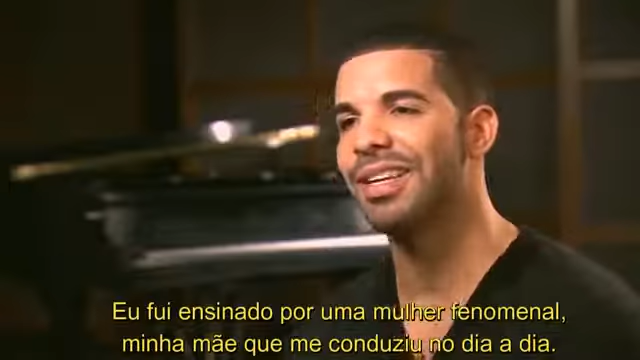 Eu fui ensinado por uma mulher fenomenal,
minha mãe que me conduziu no dia a dia.